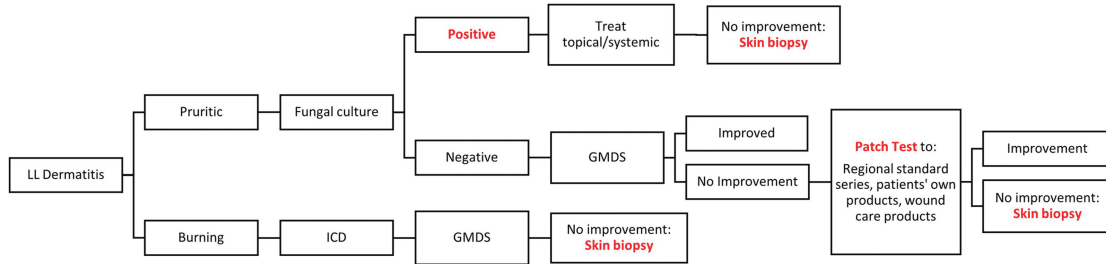 LL Dermatitis
Pruritic
Fungal culture
Positive
Treat
topical/systemic
No improvement:
Skin biopsy
Negative
GMDS
Improved
No Improvement
Patch Test to:
Regional standard
series, patients' own
products, wound
care products
Improvement
No improvement:
Skin biopsy
Burning
ICD
GMDS
No improvement:
Skin biopsy